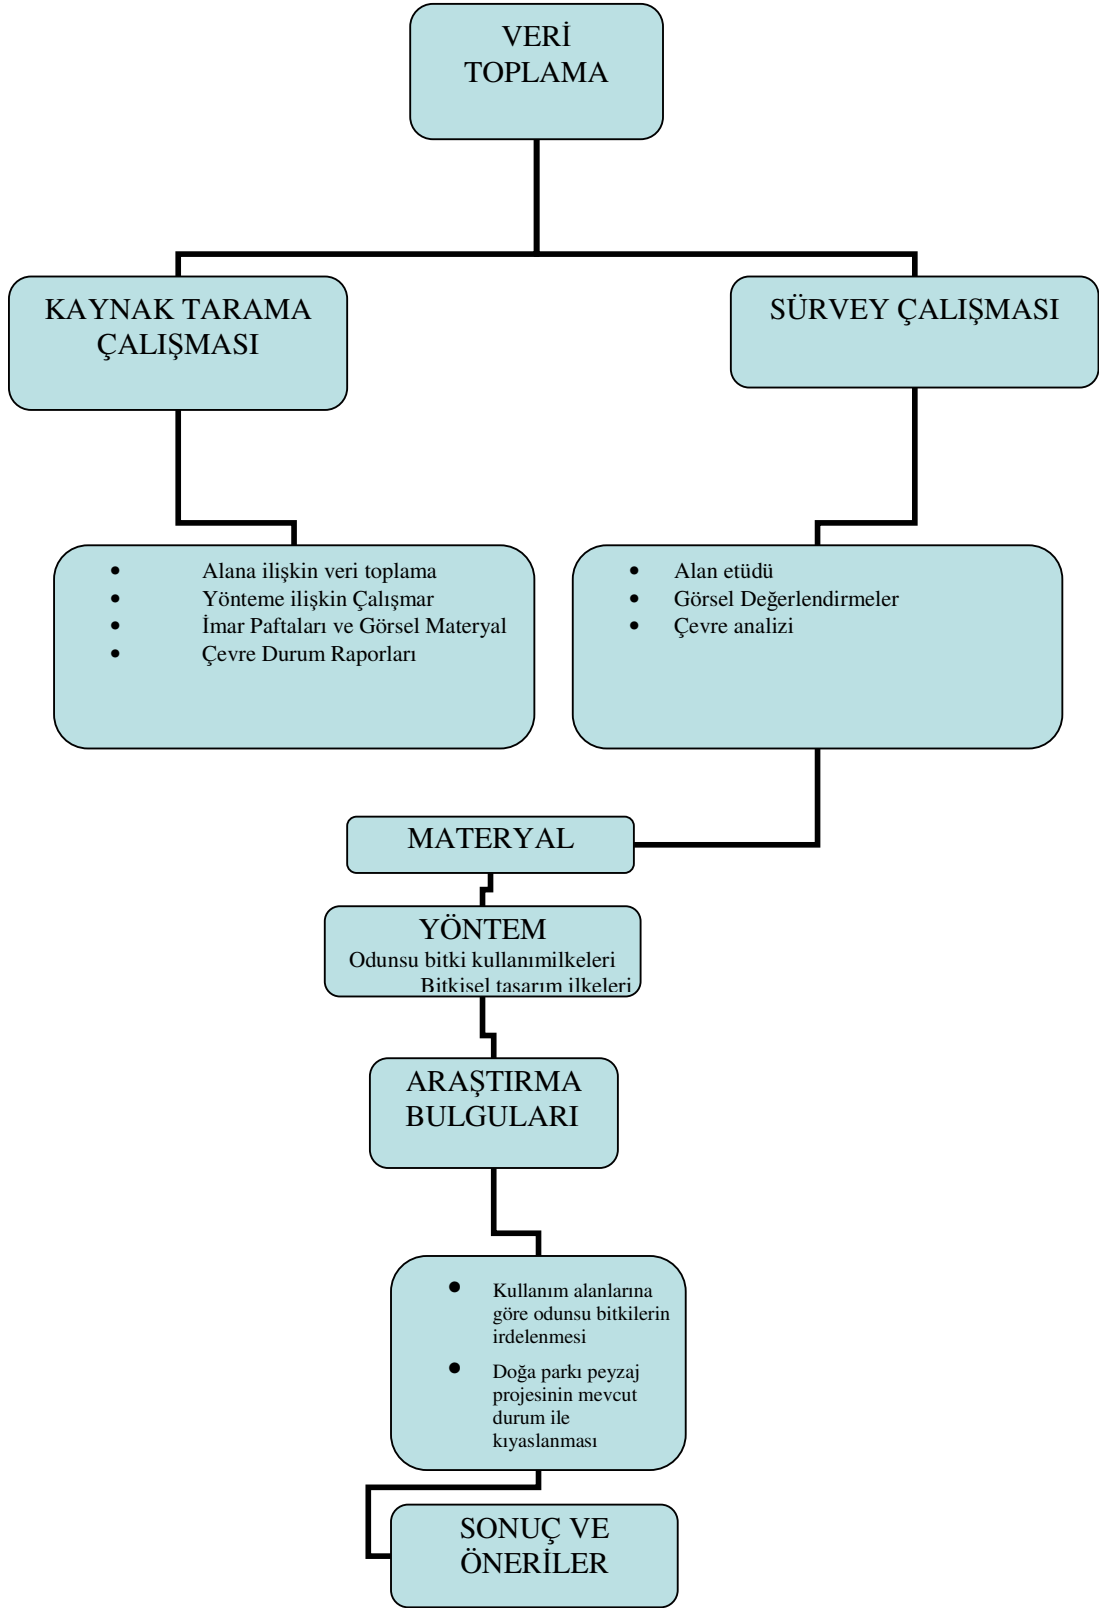 VERİ
TOPLAMA
KAYNAK TARAMA
ÇALIŞMASI
SÜRVEY ÇALIŞMASI
• Alana ilişkin veri toplama
• Yönteme ilişkin Çalışmar
• İmar Paftaları ve Görsel Materyal
• Çevre Durum Raporları
• Alan etüdü
• Görsel Değerlendirmeler
• Çevre analizi
MATERYAL
YÖNTEM
Odunsu bitki kullanımilkeleri
Bitkisel tasarım ilkeleri
ARAŞTIRMA
BULGULARI
• Kullanım alanlarına
göre odunsu bitkilerin
irdelenmesi
• Doğa parkı peyzaj
projesinin mevcut
durum ile
kıyaslanması
SONUÇ VE
ÖNERİLER